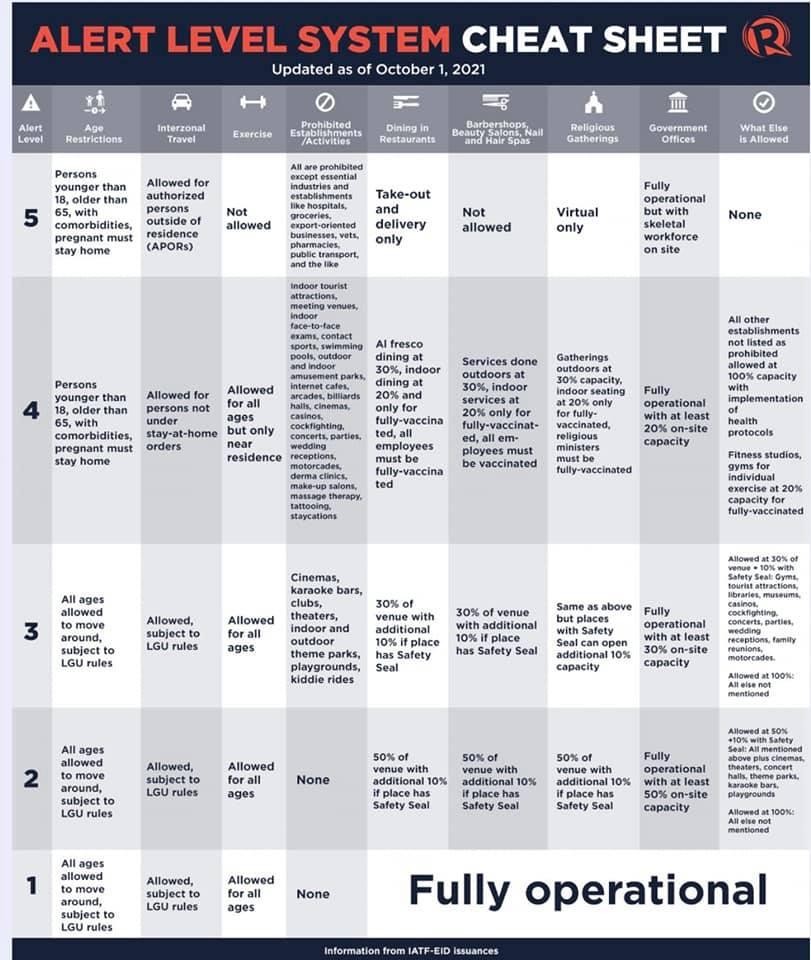 ALERT LEVEL SYSTEM CHEAT SHEET
Updated as of October 1, 2021
Alert
Level
Age
Restrictions
Interzonal
Travel
Exercise
Prohibited
Establishments
/Activities
Dining in
Restaurants
Barbershops,
Beauty Salons, Nail
and Hair Spas
Religious
Gatherings
Government
Offices
What Else
is Allowed
5
Persons
younger than
18, older than
65, with
comorbidities,
pregnant must
stay home
Allowed for
authorized
persons
outside of
residence
(APORs)
Not
allowed
All are prohibited
except essential
industries and
establishments
like hospitals,
groceries,
export-oriented
businesses, vets,
pharmacies,
public transport,
and the like
Take-out
and
delivery
only
Not
allowed
Virtual
only
Fully
operational
but with
skeletal
workforce
on site
None
4
Persons
younger than
18, older than
65, with
comorbidities,
pregnant must
stay home
Allowed for
persons not
under
stay-at-home
orders
Allowed
for all
ages
but only
near
residence
Indoor tourist
attractions,
meeting venues,
indoor
face-to-face
exams, contact
sports, swimming
pools, outdoor
and indoor
amusement parks,
internet cafes,
arcades, billiards
halls, cinemas,
casinos,
cockfighting,
concerts, parties,
wedding
receptions,
motorcades,
derma clinics,
make-up salons,
massage therapy,
tattooing,
staycations
Al fresco
dining at
30%, indoor
dining at
20% and
only for
fully-vaccina
ted, all
employees
must be
fully-vaccina
ted
Services done
outdoors at
30%, indoor
services at
20% only for
fully-vaccinat-
ed, all em-
ployees must
be vaccinated
Gatherings
outdoors at
30% capacity,
indoor seating
at 20% only
for fully-
vaccinated,
religious
ministers
must be
fully-vaccinated
Fully
operational
with at least
20% on-site
capacity
All other
establishments
not listed as
prohibited
allowed at
100% capacity
with
implementation
of
health
protocols
Fitness studios,
gyms for
individual
exercise at 20%
capacity for
fully-vaccinated
3
All ages
allowed
to move
around,
subject to
LGU rules
Allowed,
subject to
LGU rules
Allowed
for all
ages
Cinemas,
karaoke bars,
clubs,
theaters,
indoor and
outdoor
theme parks,
playgrounds,
kiddie rides
30% of
venue with
additional
10% if place
has Safety
Seal
30% of venue
with additional
10% if place
has Safety Seal
Same as above
but places
with Safety
Seal can open
additional 10%
capacity
Fully
operational
with at least
30% on-site
capacity
Allowed at 30% of
venue + 10% with
Safety Seal: Gyms,
tourist attractions,
libraries, museums,
casinos,
cockfighting,
concerts, parties,
wedding
receptions, family
reunions,
motorcades.
Allowed at 100%:
All else not
mentioned
2
All ages
allowed
to move
around,
subject to
LGU rules
Allowed,
subject to
LGU rules
Allowed
for all
ages
None
50% of
venue with
additional 10%
if place has
Safety Seal
50% of
venue with
additional 10%
if place has
Safety Seal
50% of
venue with
additional 10%
if place has
Safety Seal
Fully
operational
with at least
50% on-site
capacity
Allowed at 50%
+10% with Safety
Seal: All mentioned
above plus cinemas,
theaters, concert
halls, theme parks,
karaoke bars,
playgrounds
Allowed at 100%:
All else not
mentioned
1
All ages
allowed
to move
around,
subject to
LGU rules
Allowed,
subject to
LGU rules
Allowed
for all
ages
None
Fully operational
Information from IATF-EID issuances